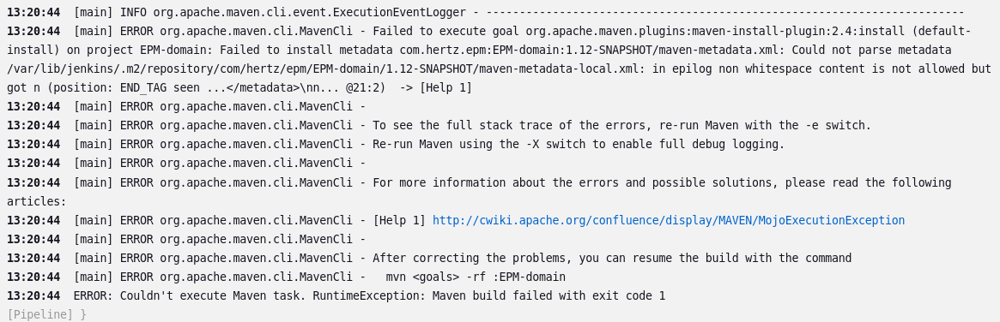 13:20:44  [main] INFO org.apache.maven.cli.event.ExecutionEventLogger - ------------------------------------------------------------------------
13:20:44  [main] ERROR org.apache.maven.cli.MavenCli - Failed to execute goal org.apache.maven.plugins:maven-install-plugin:2.4:install (default-
install) on project EPM-domain: Failed to install metadata com.hertz.epm:EPM-domain:1.12-SNAPSHOT/maven-metadata.xml: Could not parse metadata
/var/lib/jenkins/.m2/repository/com/hertz/epm/EPM-domain/1.12-SNAPSHOT/maven-metadata-local.xml: in epilog non whitespace content is not allowed but
got n (position: END_TAG seen ...</metadata>\nn... @21:2)  -> [Help 1]
13:20:44  [main] ERROR org.apache.maven.cli.MavenCli -
13:20:44  [main] ERROR org.apache.maven.cli.MavenCli - To see the full stack trace of the errors, re-run Maven with the -e switch.
13:20:44  [main] ERROR org.apache.maven.cli.MavenCli - Re-run Maven using the -X switch to enable full debug logging.
13:20:44  [main] ERROR org.apache.maven.cli.MavenCli -
13:20:44  [main] ERROR org.apache.maven.cli.MavenCli - For more information about the errors and possible solutions, please read the following
articles:
13:20:44  [main] ERROR org.apache.maven.cli.MavenCli - [Help 1] http://cwiki.apache.org/confluence/display/MAVEN/MojoExecutionException
13:20:44  [main] ERROR org.apache.maven.cli.MavenCli -
13:20:44  [main] ERROR org.apache.maven.cli.MavenCli - After correcting the problems, you can resume the build with the command
13:20:44  [main] ERROR org.apache.maven.cli.MavenCli -   mvn <goals> -rf :EPM-domain
13:20:44  ERROR: Couldn't execute Maven task. RuntimeException: Maven build failed with exit code 1
[Pipeline] }